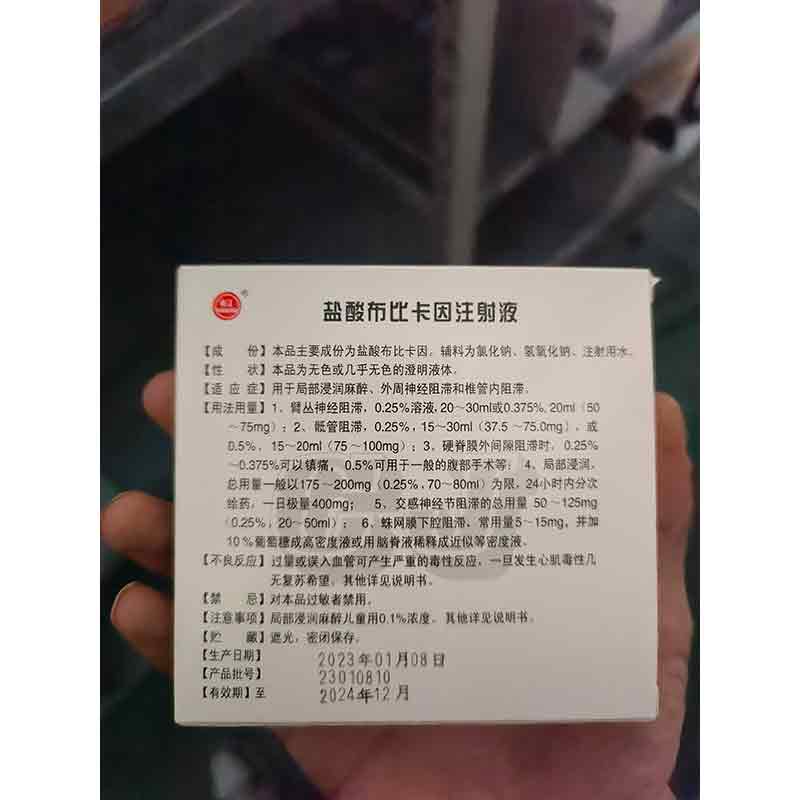 盐酸布比卡因注射液
【成 份】本品主要成份为盐酸布比卡因。辅料为氯化钠、氢氧化钠、注射用水。
【性 状】本品为无色或几乎无色的澄明液体。
【适 应 症】用于局部浸润麻醉、外周神经阻滞和椎管内阻滞。
【用法用量】1、臂丛神经阻滞，0.25%溶液，20~30ml或0.375%，20ml（50
~75mg）；2、骶管阻滞，0.25%，15~30ml（37.5~75.0mg），或
0.5%，15~20ml（75~100mg）；3、硬脊膜外间隙阻滞时，0.25%
~0.375%可以镇痛，0.5%可用于一般的腹部手术等；4、局部浸润，
总用量一般以175~200mg（0.25%，70~80ml）为限，24小时内分次
给药，一日极量400mg； 5、交感神经节阻滞的总用量 50~125mg
（0.25%，20~50ml）； 6、蛛网膜下腔阻滞，常用量5~15mg，并加
10%葡萄糖成高密度液或用脑脊液稀释成近似等密度液。
【不良反应】过量或误入血管可产生严重的毒性反应，一旦发生心肌毒性几
无复苏希望。其他详见说明书。
【禁 忌】对本品过敏者禁用。
【注意事项】局部浸润麻醉儿童用0.1%浓度。其他详见说明书。
【贮 藏】遮光，密闭保存。
【生产日期】 2023年01月08日
【产品批号】 23010810
【有效期】至 2024年12月